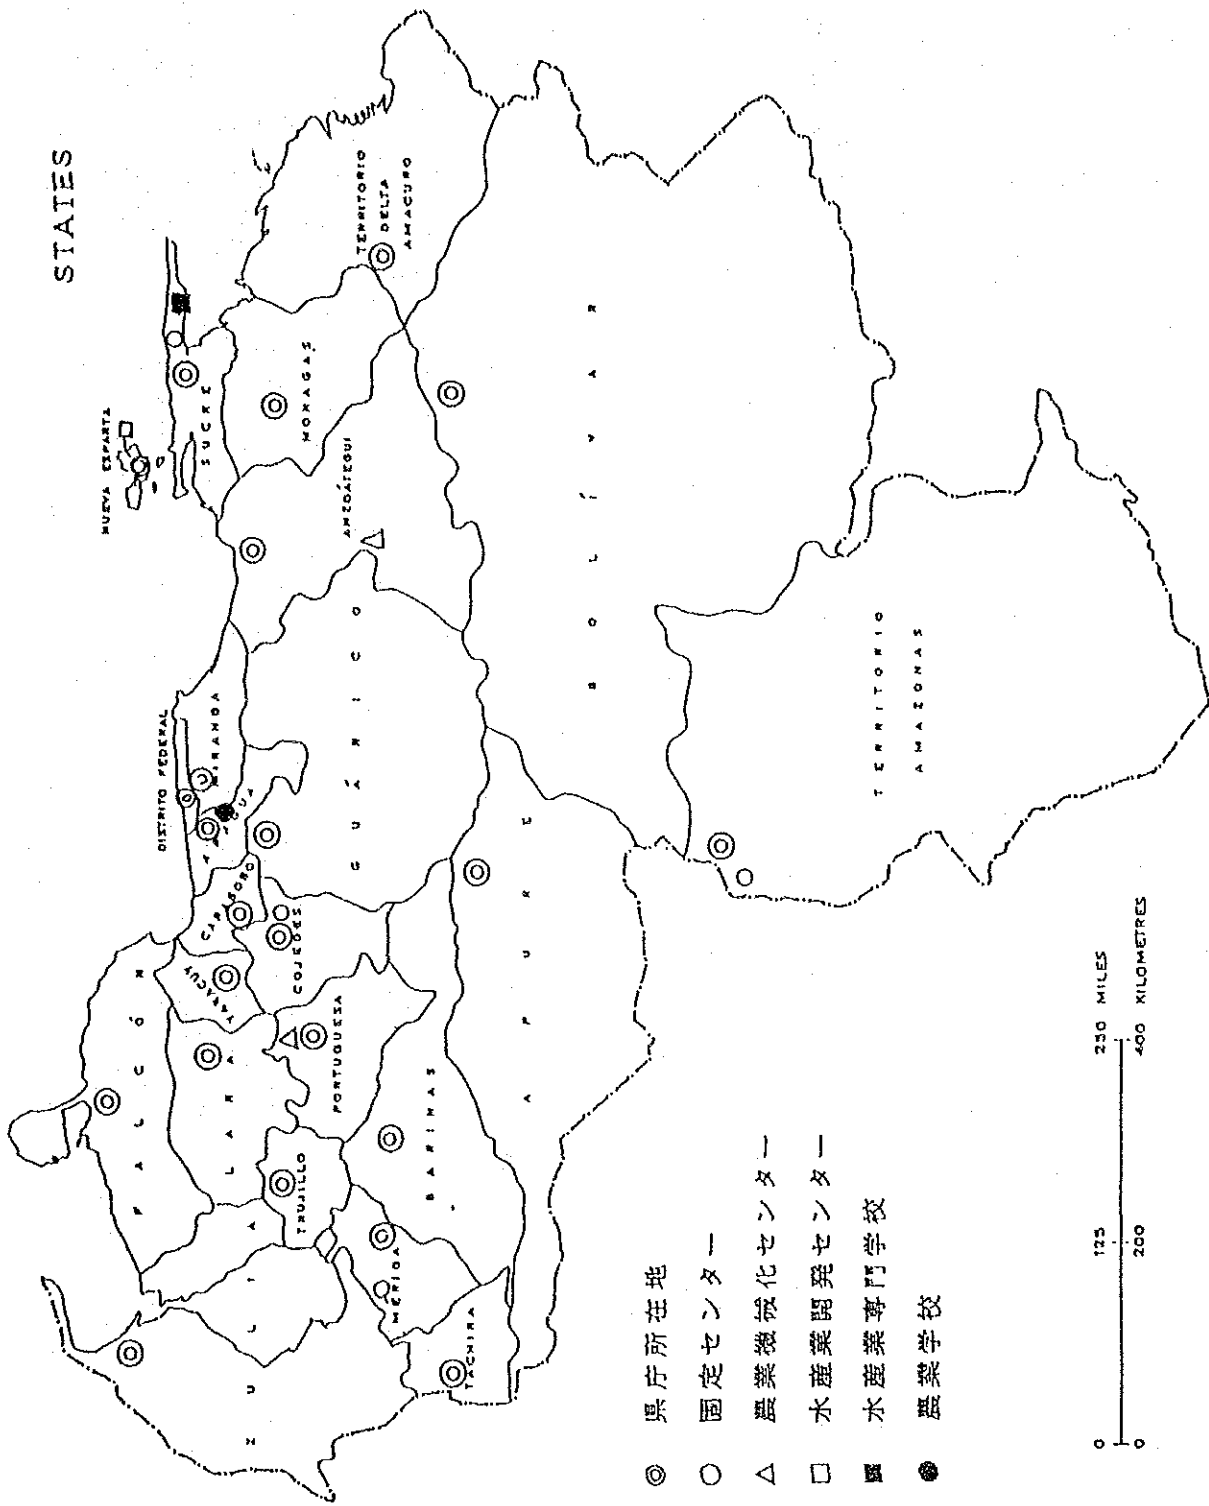 STATES
NUEVA ESPARTA
SUCRE
DISTRITO FEDERAL
MIRANDA
ARAGUA
CARABOBO
YARACUY
FALCÓN
LARA
ZULIA
TRUJILLO
MÉRIDA
TÁCHIRA
BARINAS
PORTUGUESA
COJEDES
GUÁRICO
ANZOÁTEGUI
MONAGAS
TERRITORIO
DELTA
AMACURO
BOLÍVAR
APURE
TERRITORIO
AMAZONAS
◎ 県庁所在地
○ 固定センター
△ 農業機械化センター
□ 水産業開発センター
■ 水産業専門学校
● 農業学校
0 125 250 MILES
0 200 400 KILOMETRES